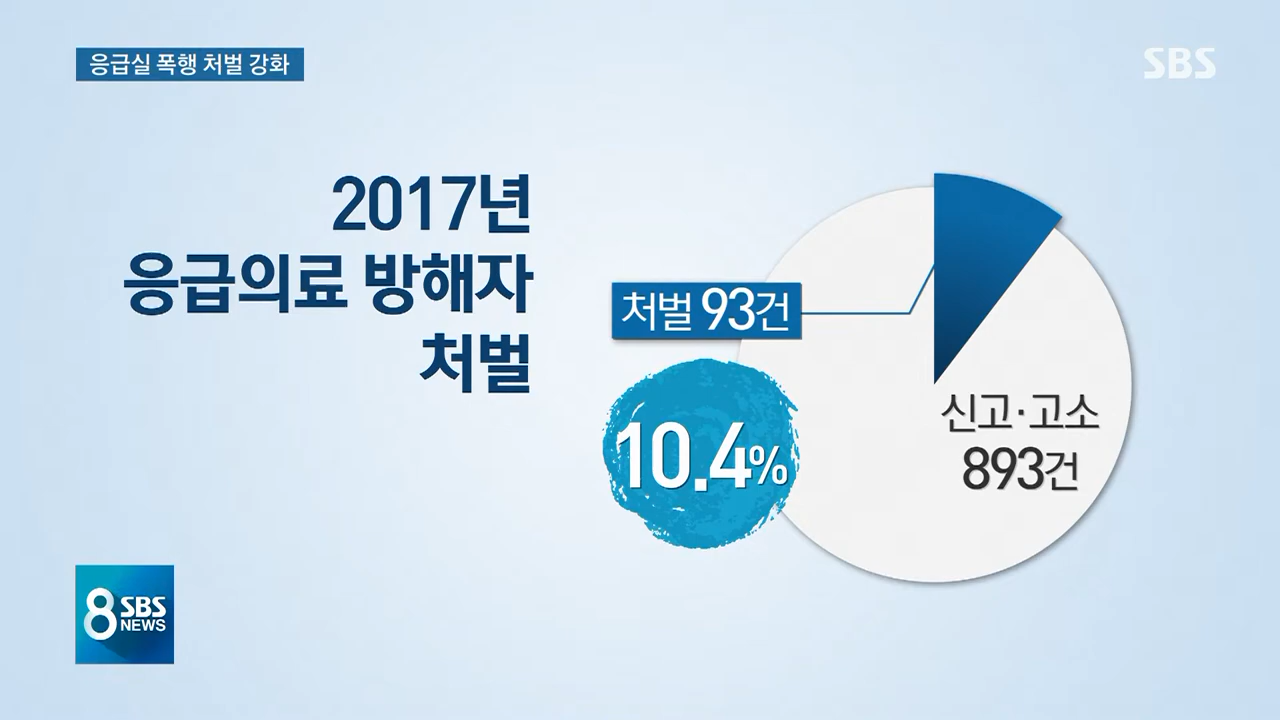 응급실 폭행 처벌 강화
SBS
2017년
응급의료 방해자
처벌
처벌 93건
10.4%
신고·고소
893건
8 SBS
NEWS